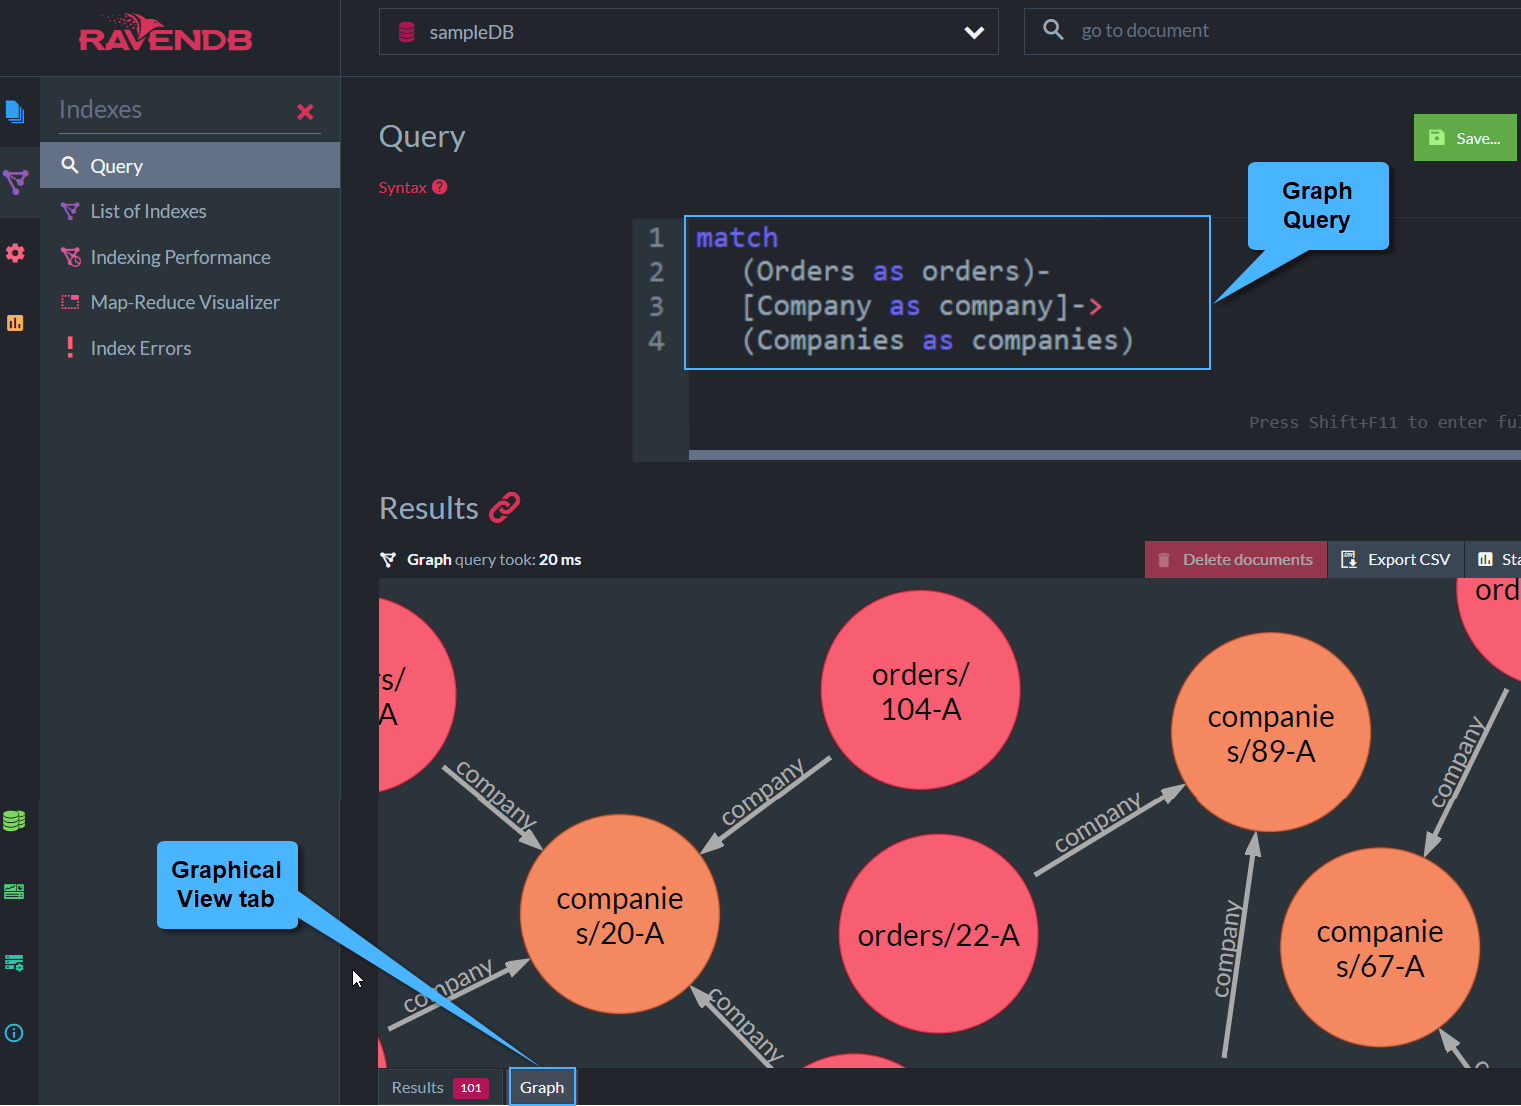 RAVENDB
sampleDB
go to document
Indexes
Query
List of Indexes
Indexing Performance
Map-Reduce Visualizer
Index Errors
Query
Save...
Syntax
Graph
Query
1 match
2 (Orders as orders)-
3 [Company as company]->
4 (Companies as companies)
Press Shift+F11 to enter ful
Results
Graph query took: 20 ms
Delete documents
Export CSV
Sta
ord
s/
A
orders/
104-A
companie
s/89-A
company
company
company
company
companie
s/20-A
orders/22-A
companie
s/67-A
company
company
company
Graphical
View tab
Results 101
Graph